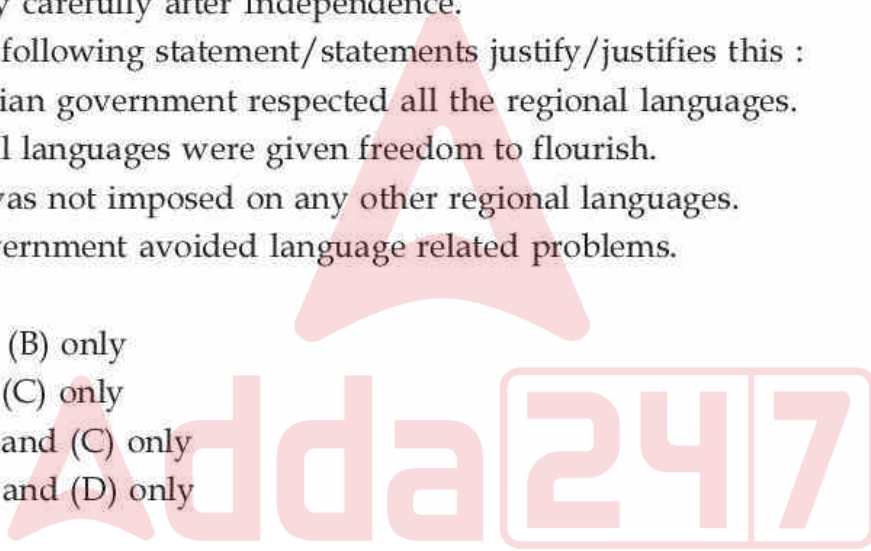 carefully after Independence.
following statement/statements justify/justifies this :
ian government respected all the regional languages.
l languages were given freedom to flourish.
as not imposed on any other regional languages.
ernment avoided language related problems.
(B) only
(C) only
and (C) only
and (D) only
Adda247